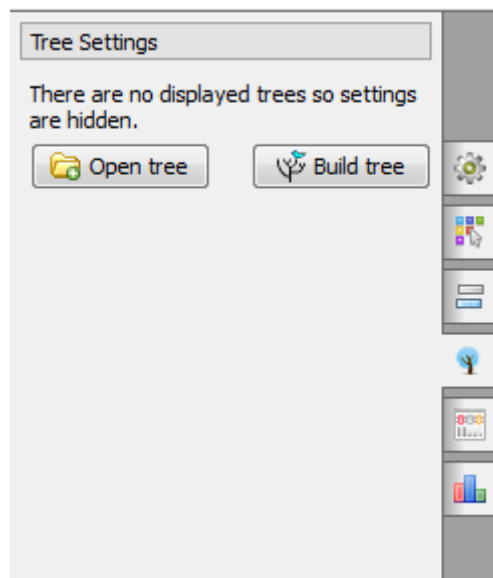 Tree Settings
There are no displayed trees so settings
are hidden.
Open tree
Build tree